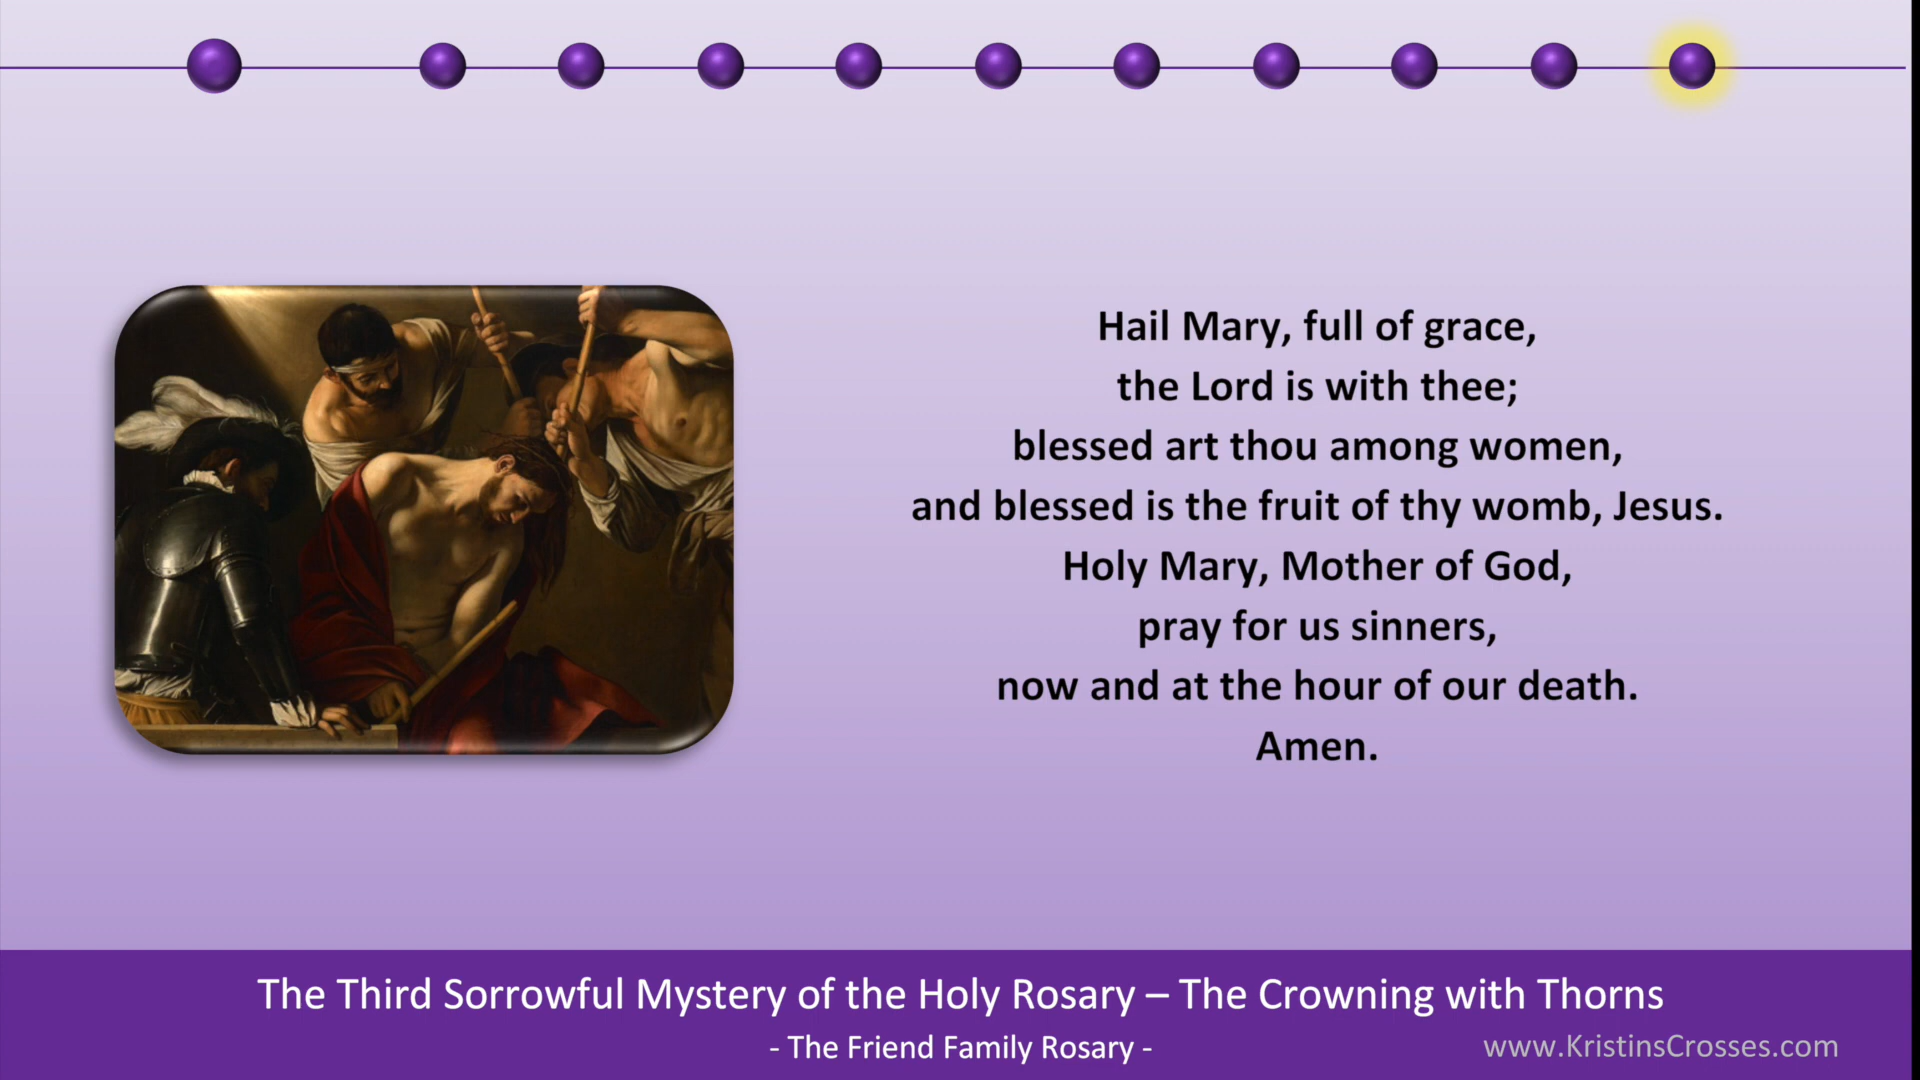 Hail Mary, full of grace,
the Lord is with thee;
blessed art thou among women,
and blessed is the fruit of thy womb, Jesus.
Holy Mary, Mother of God,
pray for us sinners,
now and at the hour of our death.
Amen.
The Third Sorrowful Mystery of the Holy Rosary – The Crowning with Thorns
- The Friend Family Rosary -
www.KristinsCrosses.com